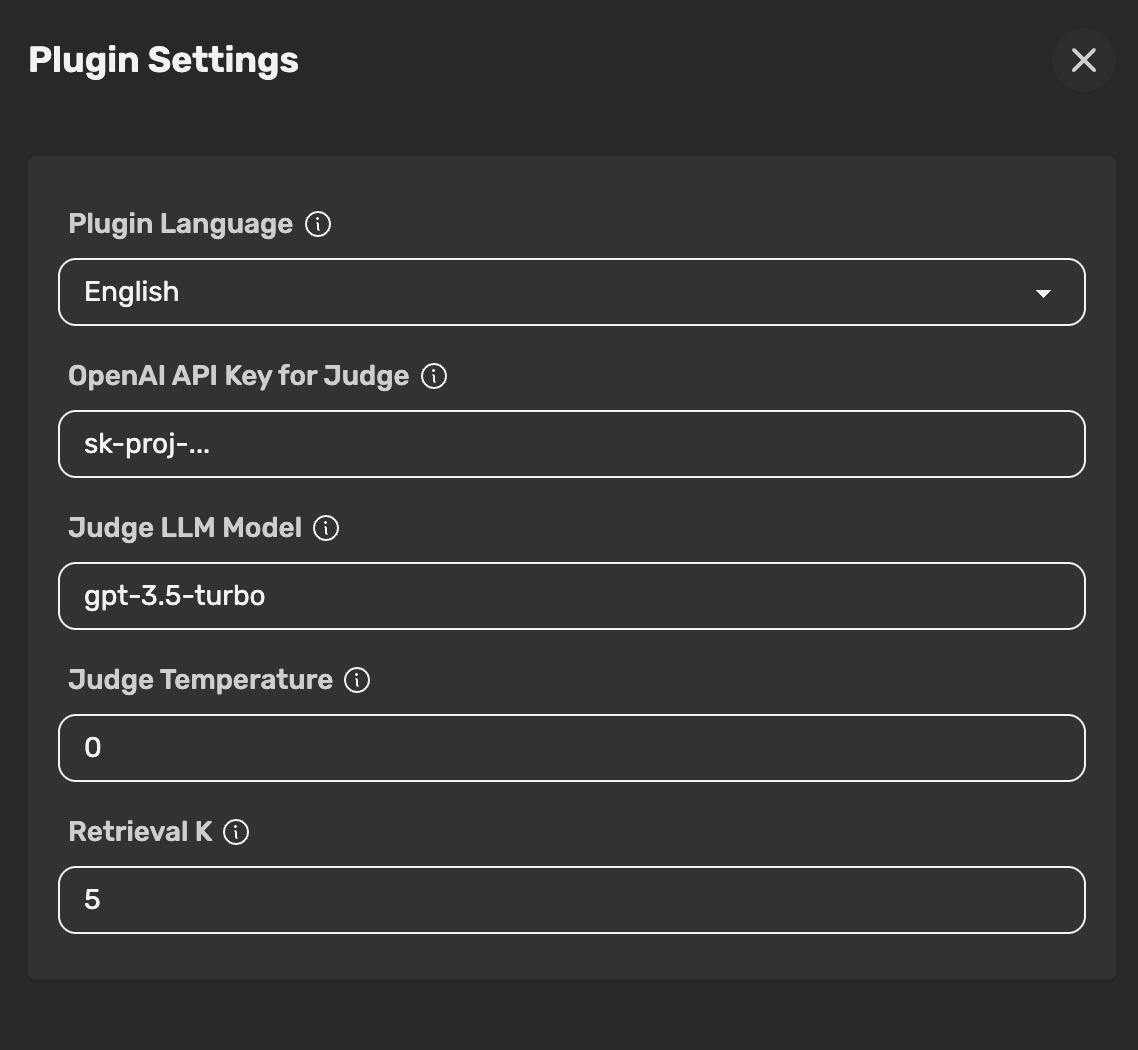 Plugin Settings
Plugin Language
English
OpenAI API Key for Judge
sk-proj-...
Judge LLM Model
gpt-3.5-turbo
Judge Temperature
0
Retrieval K
5